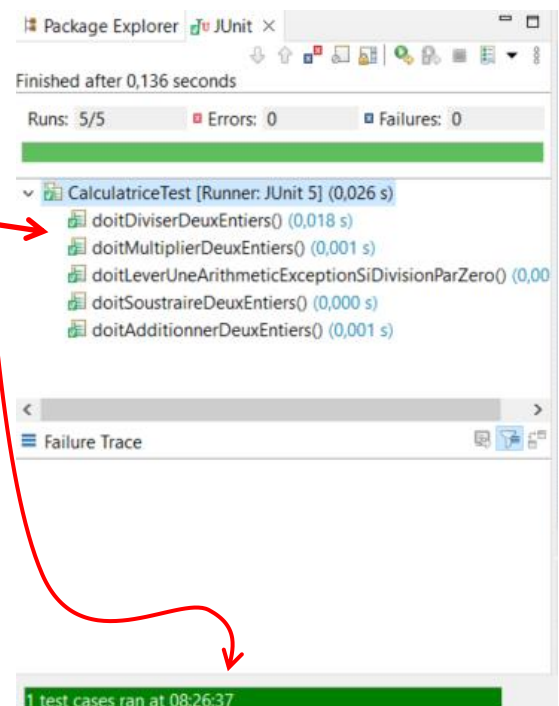 Package Explorer JUnit
Finished after 0,136 seconds
Runs: 5/5 Errors: 0 Failures: 0
CalculatriceTest [Runner: JUnit 5] (0,026 s)
doitDiviserDeuxEntiers() (0,018 s)
doitMultiplierDeuxEntiers() (0,001 s)
doitLeverUneArithmeticExceptionSiDivisionParZero() (0,00
doitSoustraireDeuxEntiers() (0,000 s)
doitAdditionnerDeuxEntiers() (0,001 s)
Failure Trace
1 test cases ran at 08:26:37